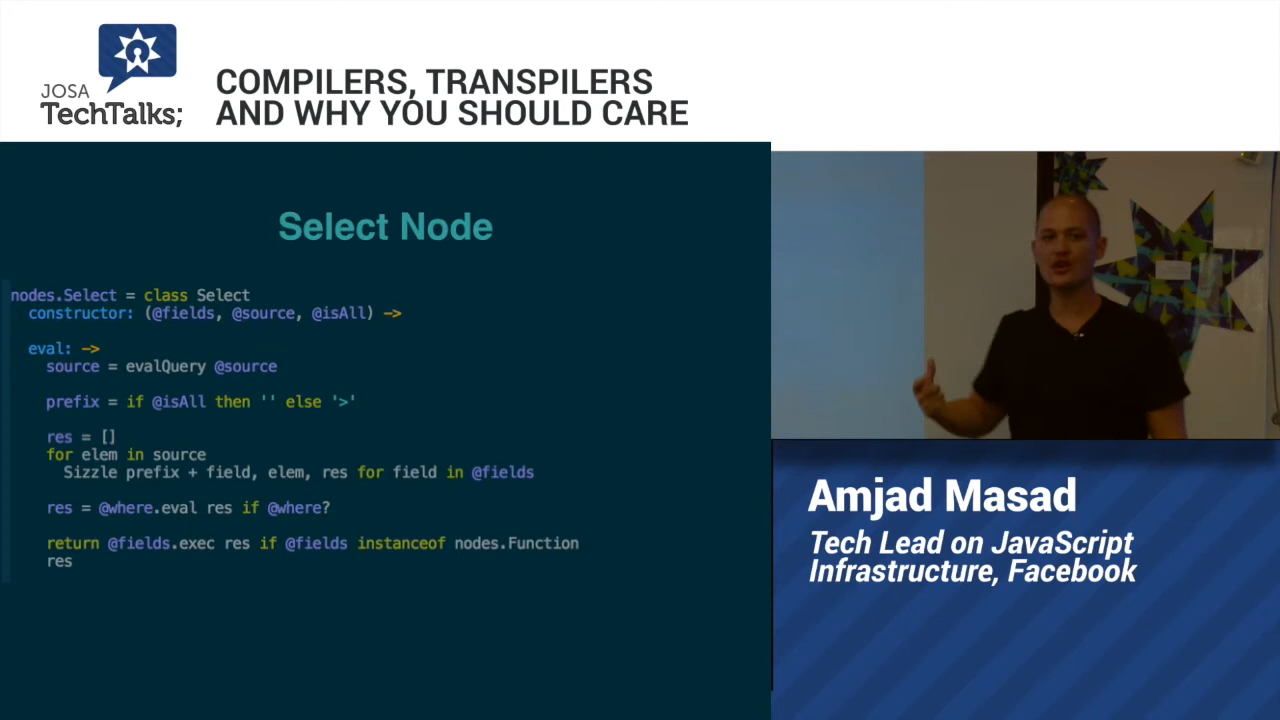 JOSA
TechTalks;
COMPILERS, TRANSPILERS
AND WHY YOU SHOULD CARE
Select Node
nodes.Select = class Select
  constructor: (@fields, @source, @isAll) ->
  eval: ->
    source = evalQuery @source
    prefix = if @isAll then '' else '>'
    res = []
    for elem in source
      Sizzle prefix + field, elem, res for field in @fields
    res = @where.eval res if @where?
    return @fields.exec res if @fields instanceof nodes.Function
    res
Amjad Masad
Tech Lead on JavaScript
Infrastructure, Facebook